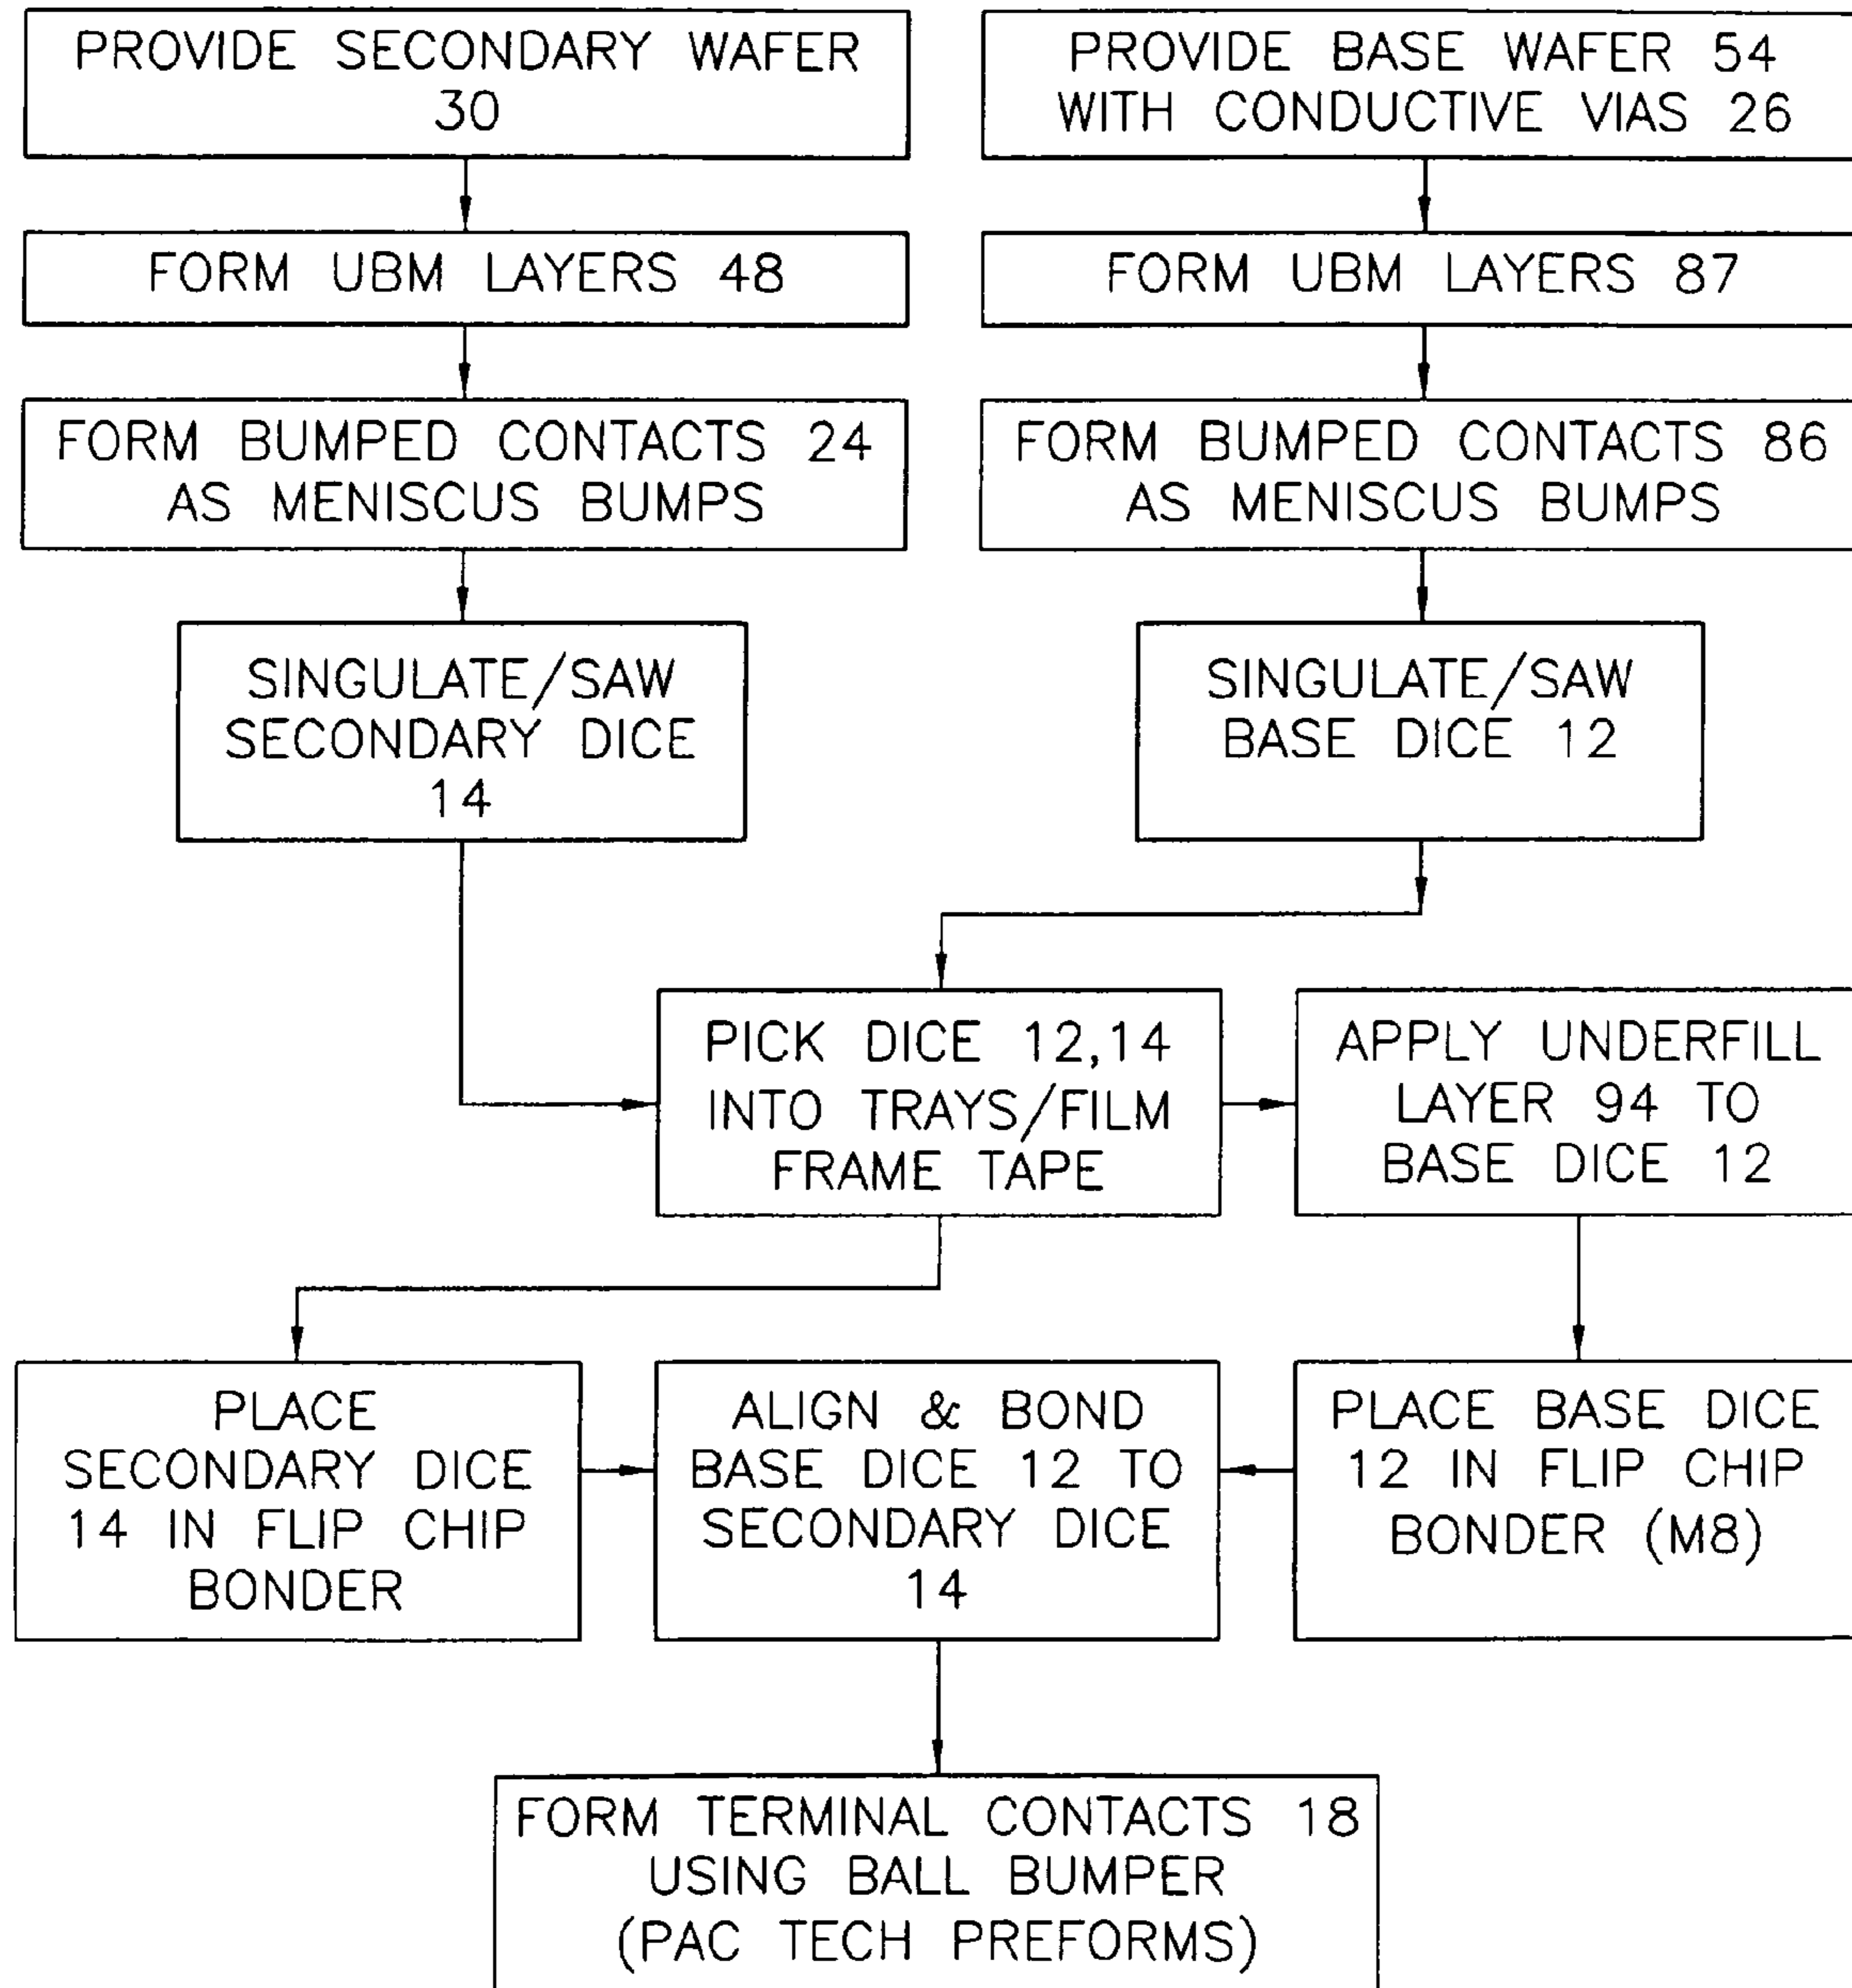 PROVIDE SECONDARY WAFER
30
PROVIDE BASE WAFER 54
WITH CONDUCTIVE VIAS 26
FORM UBM LAYERS 48
FORM UBM LAYERS 87
FORM BUMPED CONTACTS 24
AS MENISCUS BUMPS
FORM BUMPED CONTACTS 86
AS MENISCUS BUMPS
SINGULATE/SAW
SECONDARY DICE
14
SINGULATE/SAW
BASE DICE 12
PICK DICE 12,14
INTO TRAYS/FILM
FRAME TAPE
APPLY UNDERFILL
LAYER 94 TO
BASE DICE 12
PLACE
SECONDARY DICE
14 IN FLIP CHIP
BONDER
ALIGN & BOND
BASE DICE 12 TO
SECONDARY DICE
14
PLACE BASE DICE
12 IN FLIP CHIP
BONDER (M8)
FORM TERMINAL CONTACTS 18
USING BALL BUMPER
(PAC TECH PREFORMS)